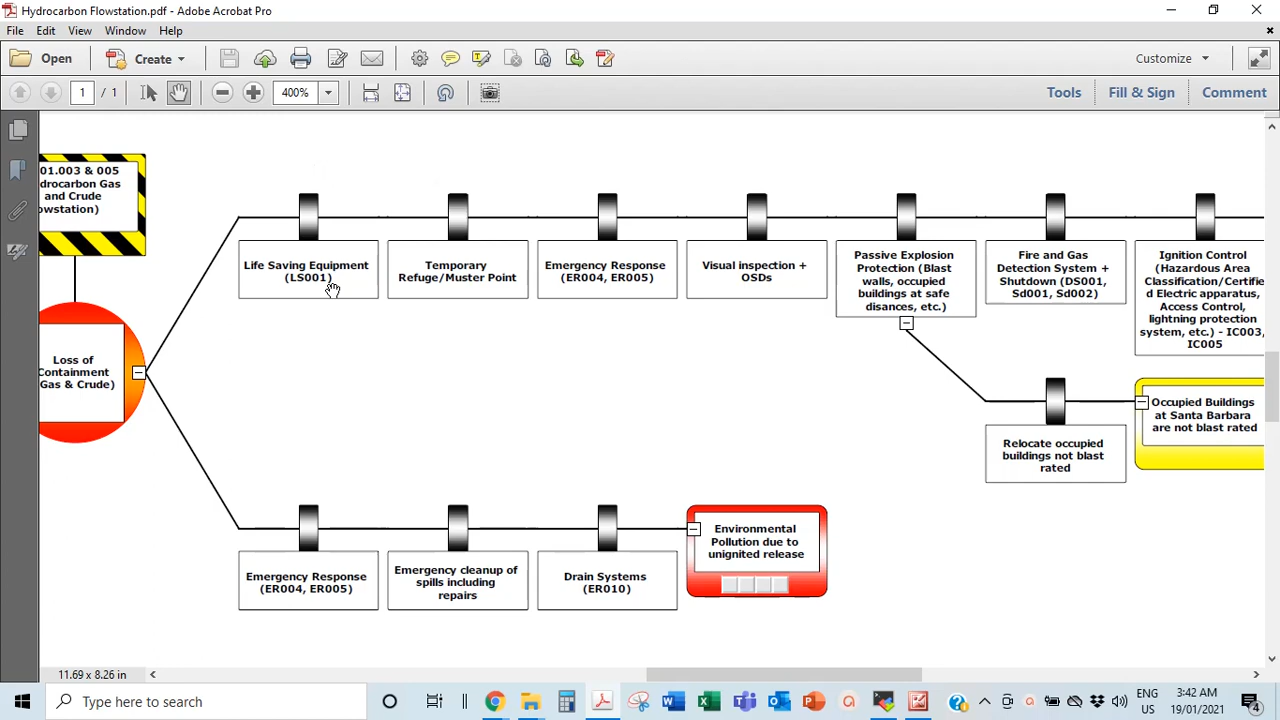 Hydrocarbon Flowstation.pdf - Adobe Acrobat Pro
File Edit View Window Help
Open Create Customize
1 / 1 400% Tools Fill & Sign Comment
01.003 & 005
drocarbon Gas
and Crude
owstation)
Life Saving Equipment
(LS001)
Temporary
Refuge/Muster Point
Emergency Response
(ER004, ER005)
Visual inspection +
OSDs
Passive Explosion
Protection (Blast
walls, occupied
buildings at safe
disances, etc.)
Fire and Gas
Detection System +
Shutdown (DS001,
Sd001, Sd002)
Ignition Control
(Hazardous Area
Classification/Certifie
d Electric apparatus,
Access Control,
lightning protection
system, etc.) - IC003,
IC005
Loss of
Containment
Gas & Crude)
Relocate occupied
buildings not blast
rated
Occupied Buildings
at Santa Barbara
are not blast rated
Emergency Response
(ER004, ER005)
Emergency cleanup of
spills including
repairs
Drain Systems
(ER010)
Environmental
Pollution due to
unignited release
11.69 x 8.26 in
Type here to search
ENG
US
3:42 AM
19/01/2021
4